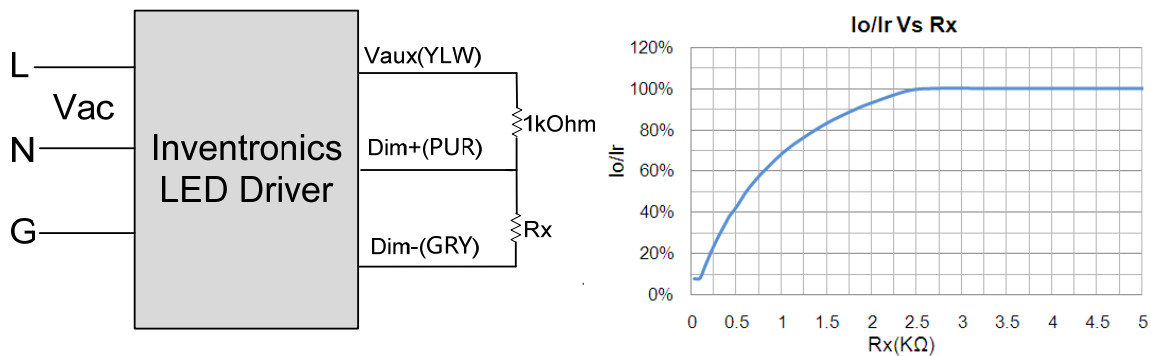 L
Vac
N
G
Inventronics
LED Driver
Vaux(YLW)
1kOhm
Dim+(PUR)
Rx
Dim-(GRY)
Io/Ir Vs Rx
Io/Ir
120%
100%
80%
60%
40%
20%
0%
0 0.5 1 1.5 2 2.5 3 3.5 4 4.5 5
Rx(KΩ)